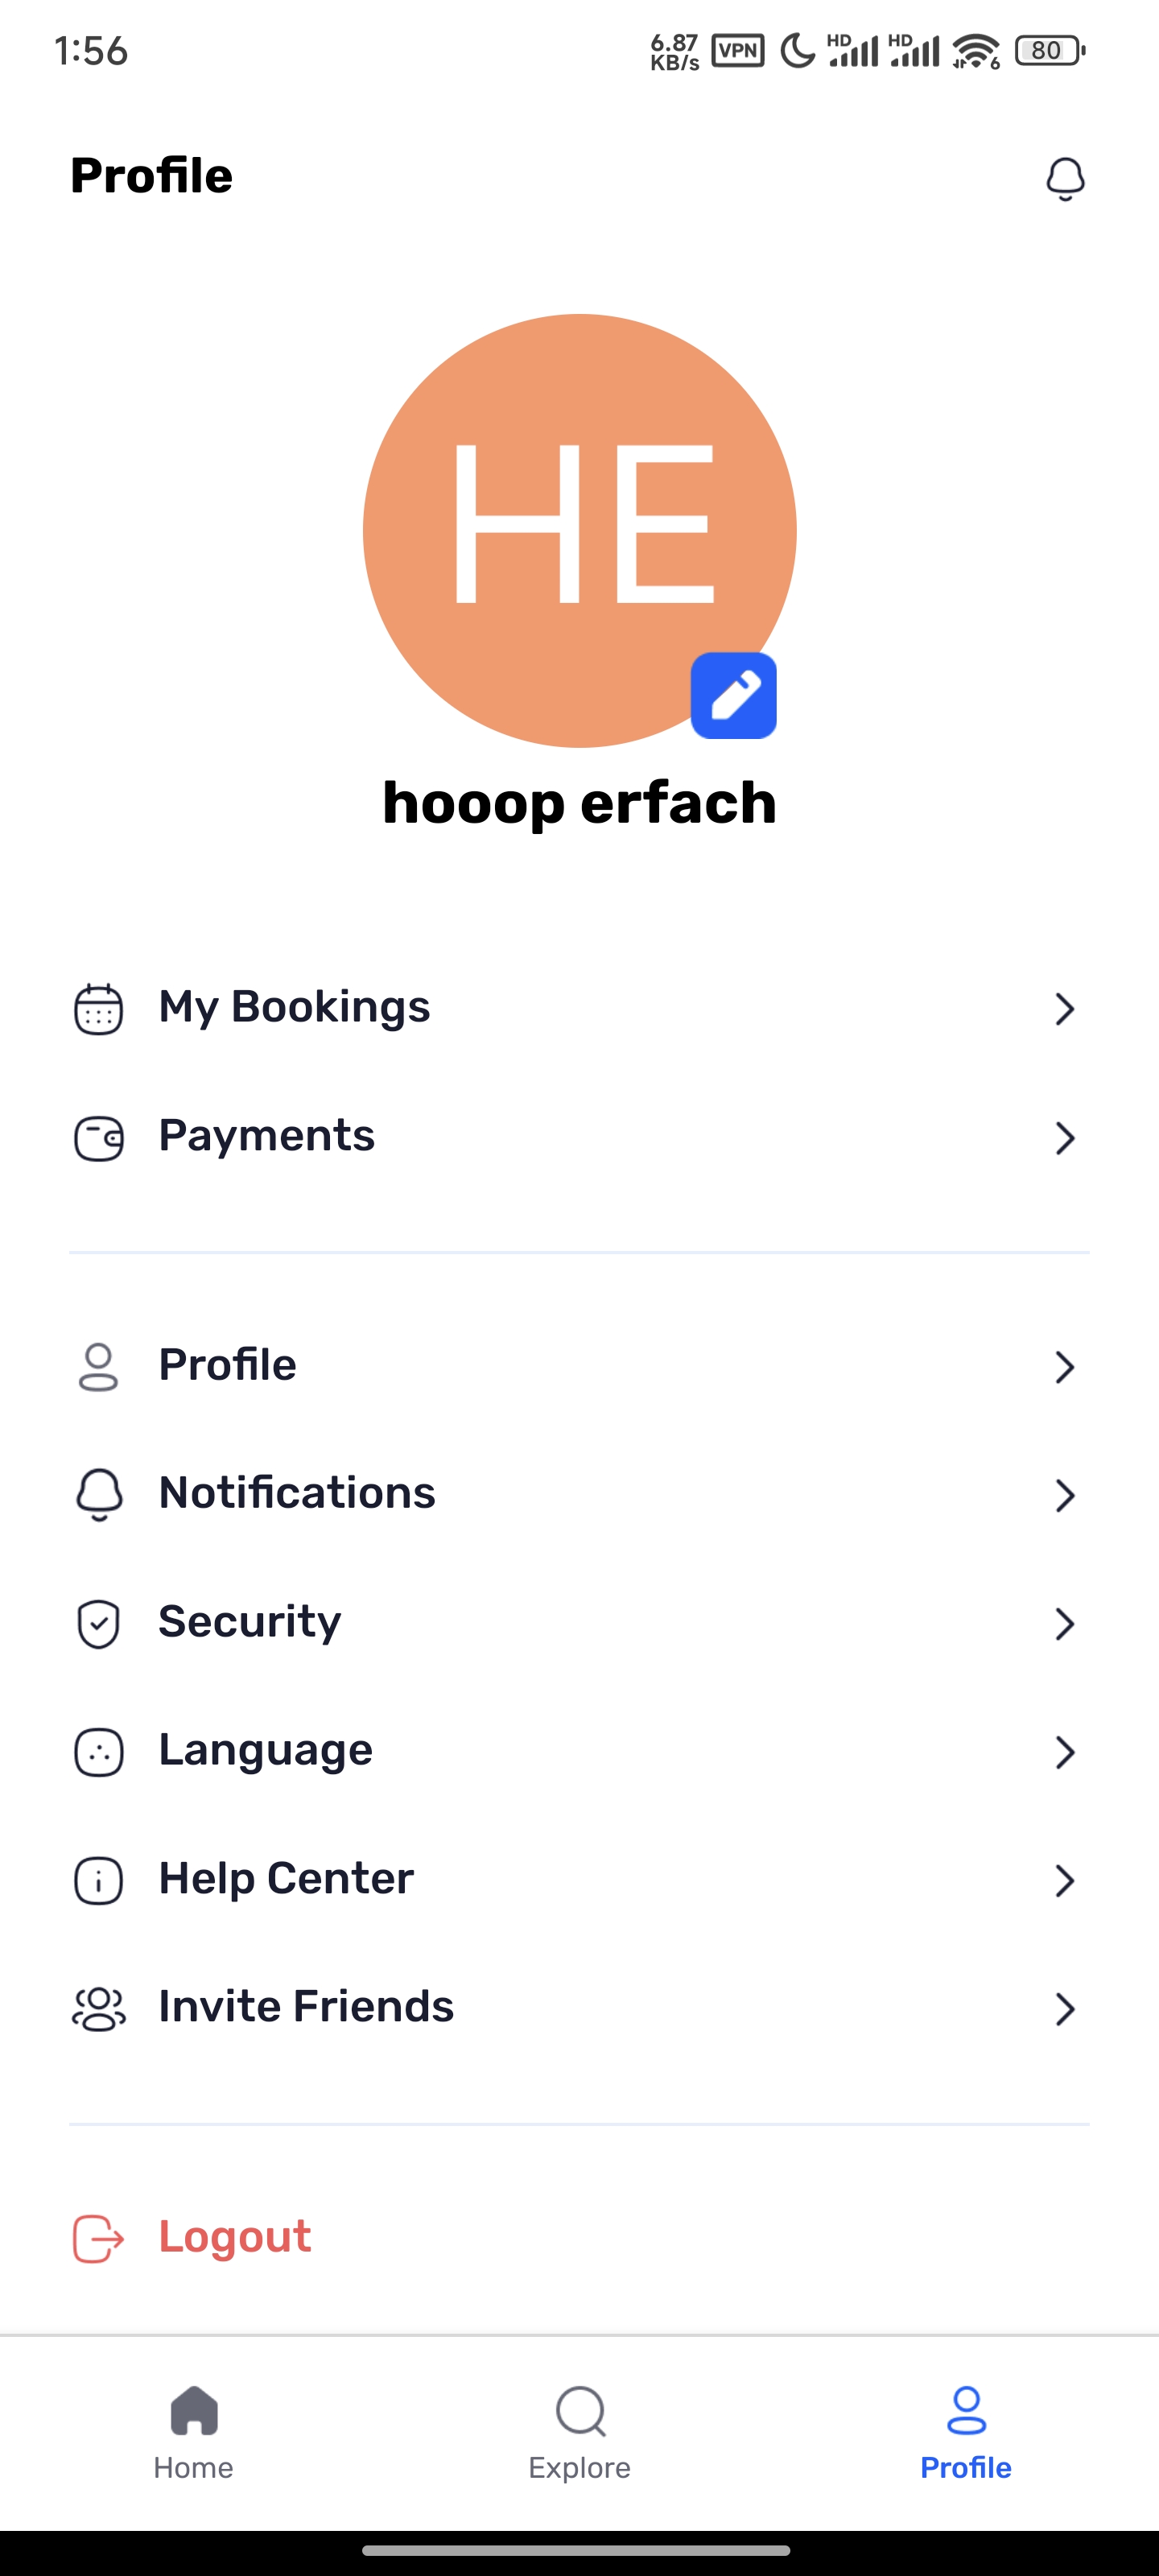 1:56
6.87
KB/s
VPN
HD
HD
6
80
Profile
HE
hooop erfach
My Bookings
Payments
Profile
Notifications
Security
Language
Help Center
Invite Friends
Logout
Home
Explore
Profile